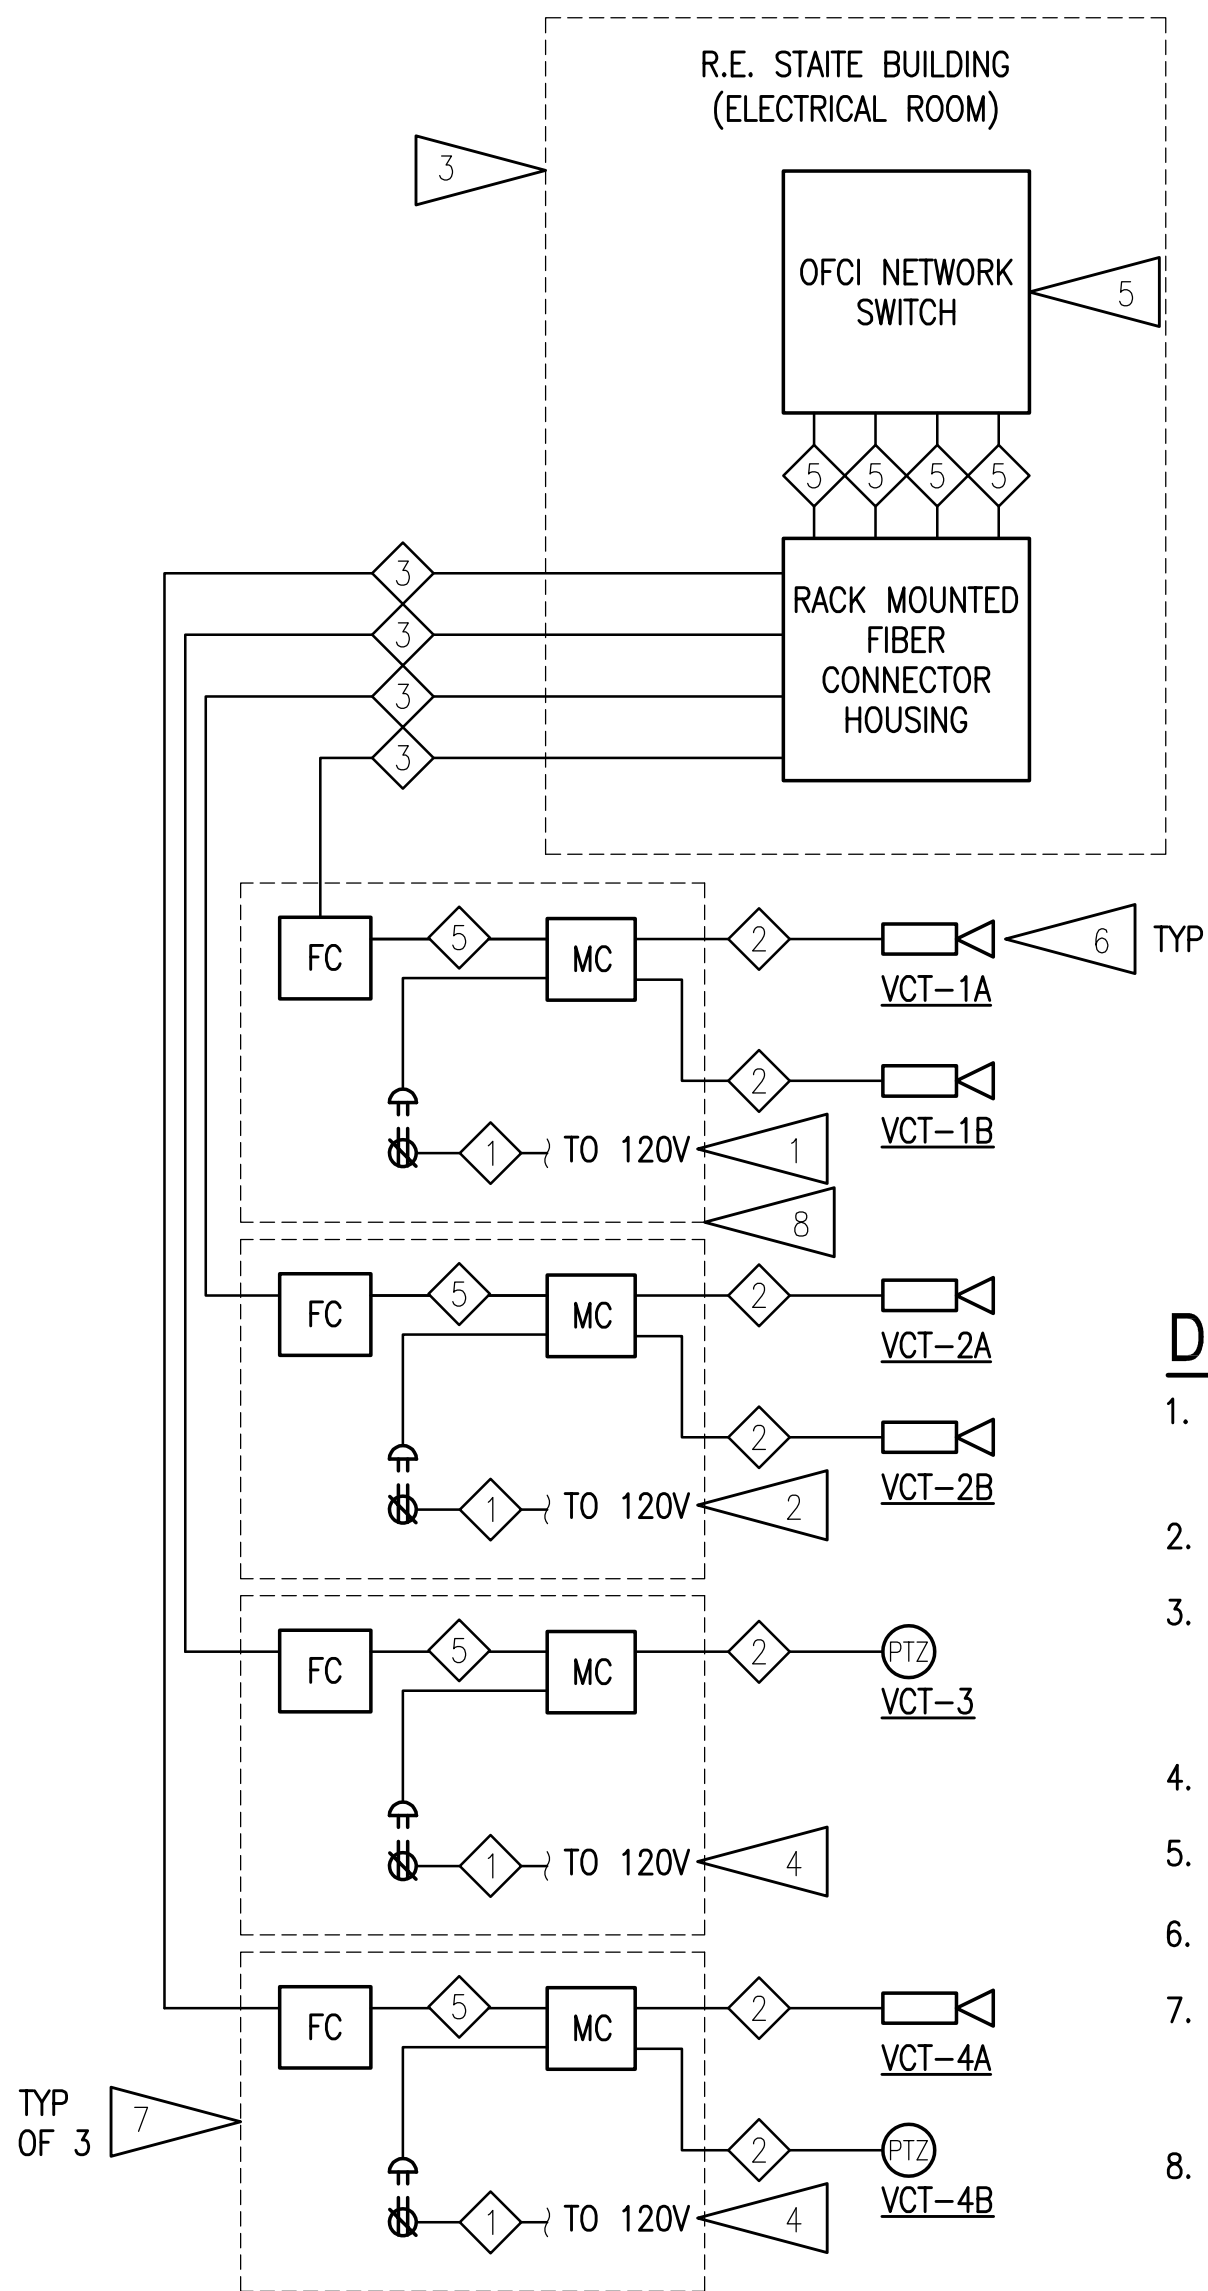 R.E. STAITE BUILDING
(ELECTRICAL ROOM)
3
OFCI NETWORK
SWITCH
5
5 5 5 5
3
3
3
3
RACK MOUNTED
FIBER
CONNECTOR
HOUSING
FC
5
MC
2
6
TYP
VCT-1A
2
VCT-1B
1
TO 120V
1
8
FC
5
MC
2
VCT-2A
2
VCT-2B
1
TO 120V
2
FC
5
MC
2
PTZ
VCT-3
1
TO 120V
4
FC
5
MC
2
VCT-4A
2
PTZ
VCT-4B
1
TO 120V
4
TYP
OF 3
7
D
1.
2.
3.
4.
5.
6.
7.
8.